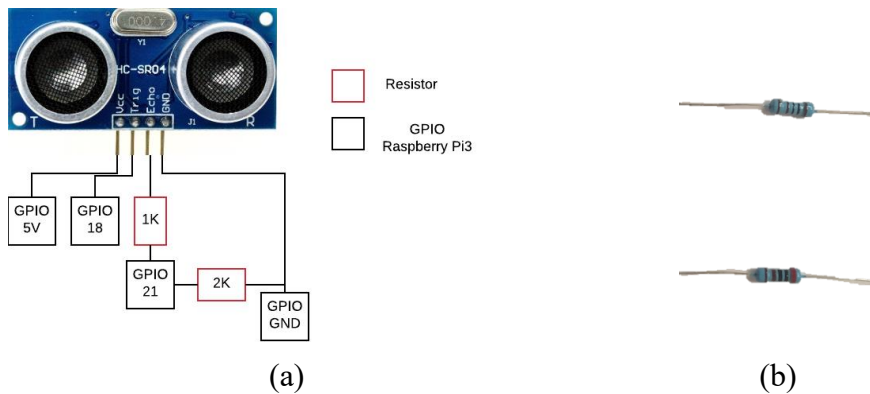 4.000
Y1
HC-SR04
Vcc
Trig
Echo
GND
T
J1
R
Resistor
GPIO
Raspberry Pi3
GPIO
5V
GPIO
18
1K
GPIO
21
2K
GPIO
GND
(a)
(b)